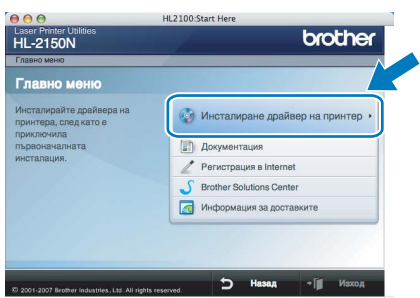 HL2100:Start Here
Laser Printer Utilities
HL-2150N
brother
Главно меню
Главно меню
Инсталирайте драйвера на
принтера, след като е
приключила
първоначалната
инсталация.
Инсталиране драйвер на принтер
Документация
Регистрация в Internet
Brother Solutions Center
Информация за доставките
© 2001-2007 Brother Industries, Ltd. All rights reserved
Назад
Изход